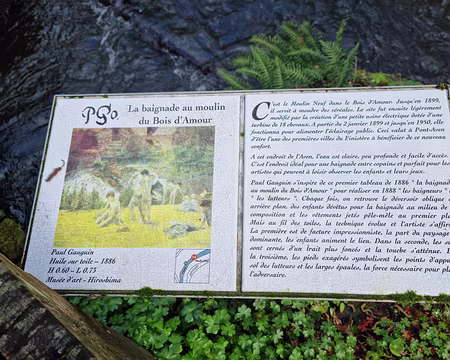 PGo
La baignade au moulin
du Bois d'Amour
Paul Gauguin
Huile sur toile – 1886
H 0.60 – L 0.73
Musée d'art - Hiroshima
C'est le Moulin Neuf dans le Bois d'Amour. Jusqu'en 1899,
il servit à moudre des céréales. Le site fut ensuite légèrement
modifié par la création d'une petite usine électrique dotée d'une
turbine de 18 chevaux. A partir du 2 janvier 1899 et jusqu'en 1950, elle
fonctionna pour alimenter l'éclairage public. Ceci valut à Pont-Aven
d'être l'une des premières villes du Finistère à bénéficier de ce nouveau
confort.
A cet endroit de l'Aven, l'eau est claire, peu profonde et facile d'accès.
C'est l'endroit idéal pour une baignade entre copains et parfait pour les
artistes qui peuvent à loisir observer les enfants et leurs jeux.
Paul Gauguin s'inspire de ce premier tableau de 1886 " la baignade
au moulin du Bois d'Amour " pour réaliser en 1888 " les baigneurs "
" les lutteurs ". Chaque fois, on retrouve le déversoir oblique
arrière plan, des enfants dévêtus pour la baignade au milieu de
composition et les vêtements jetés pêle-mêle au premier
Mais au fil des toiles, la technique évolue et l'artiste s'affir
La première est de facture impressionniste, la part du paysage
dominante, les enfants animent le lieu. Dans la seconde, les
sont cernés d'un trait plus foncés et la touche s'atténue.
la troisième, les pieds exagérés symbolisent les points d'appui
sol des lutteurs et les larges épaules, la force nécessaire pour
l'adversaire.